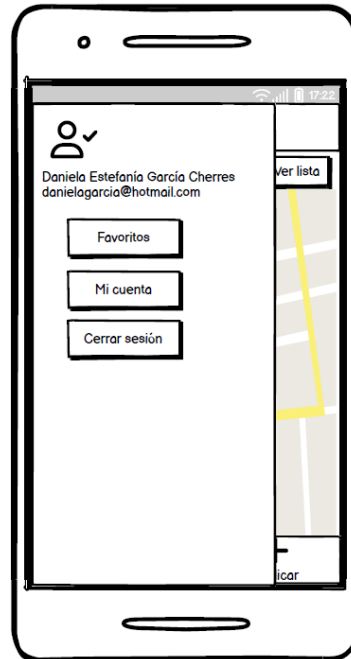 17:22
Daniela Estefanía García Cherres
danielagarcia@hotmail.com
Ver lista
Favoritos
Mi cuenta
Cerrar sesión
icar